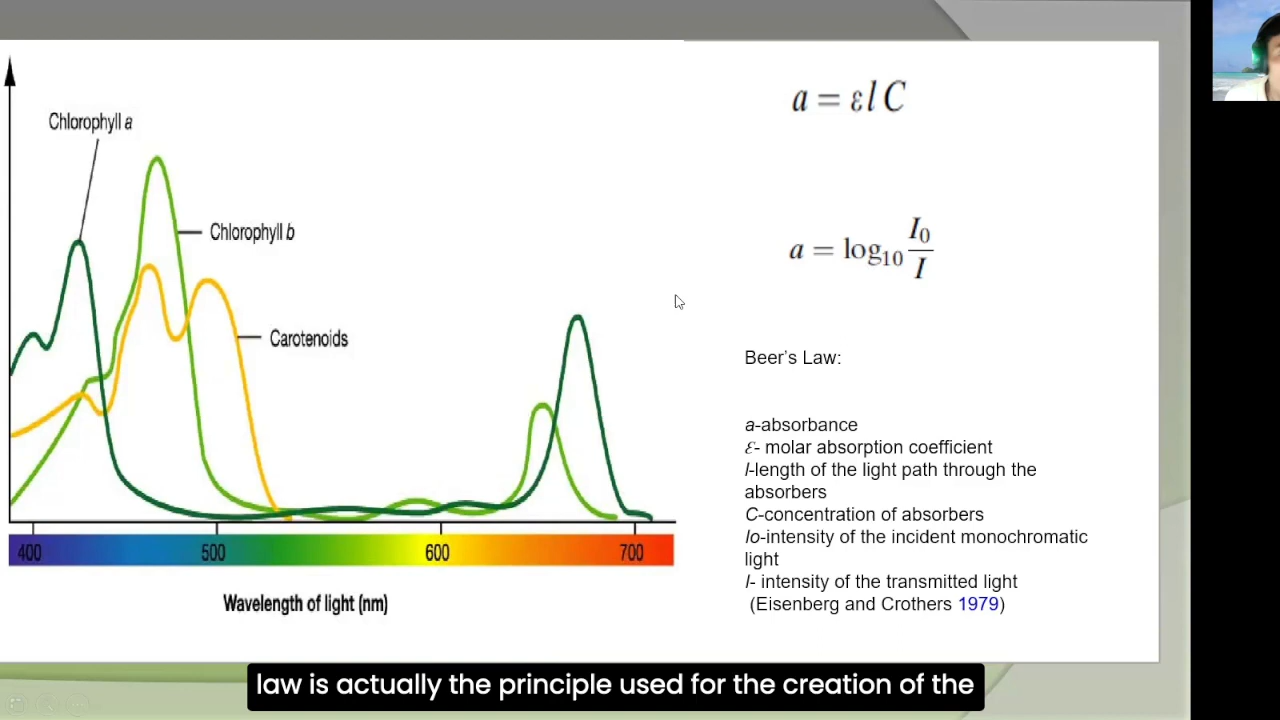 Chlorophyll a
Chlorophyll b
Carotenoids
400 500 600 700
Wavelength of light (nm)
a = εlC
a = log₁₀ I₀/I
Beer’s Law:
a-absorbance
ε- molar absorption coefficient
l-length of the light path through the
absorbers
C-concentration of absorbers
Io-intensity of the incident monochromatic
light
I- intensity of the transmitted light
(Eisenberg and Crothers 1979)
law is actually the principle used for the creation of the